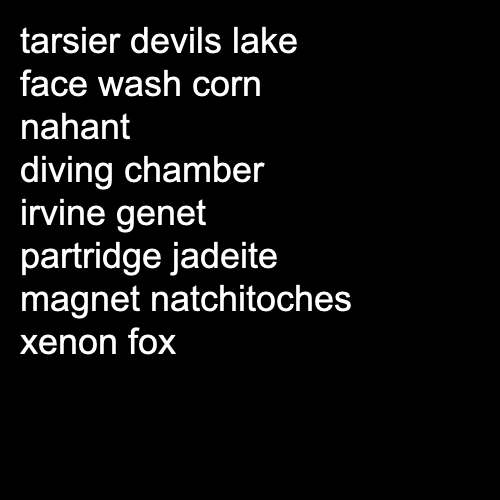 tarsier devils lake
face wash corn
nahant
diving chamber
irvine genet
partridge jadeite
magnet natchitoches
xenon fox